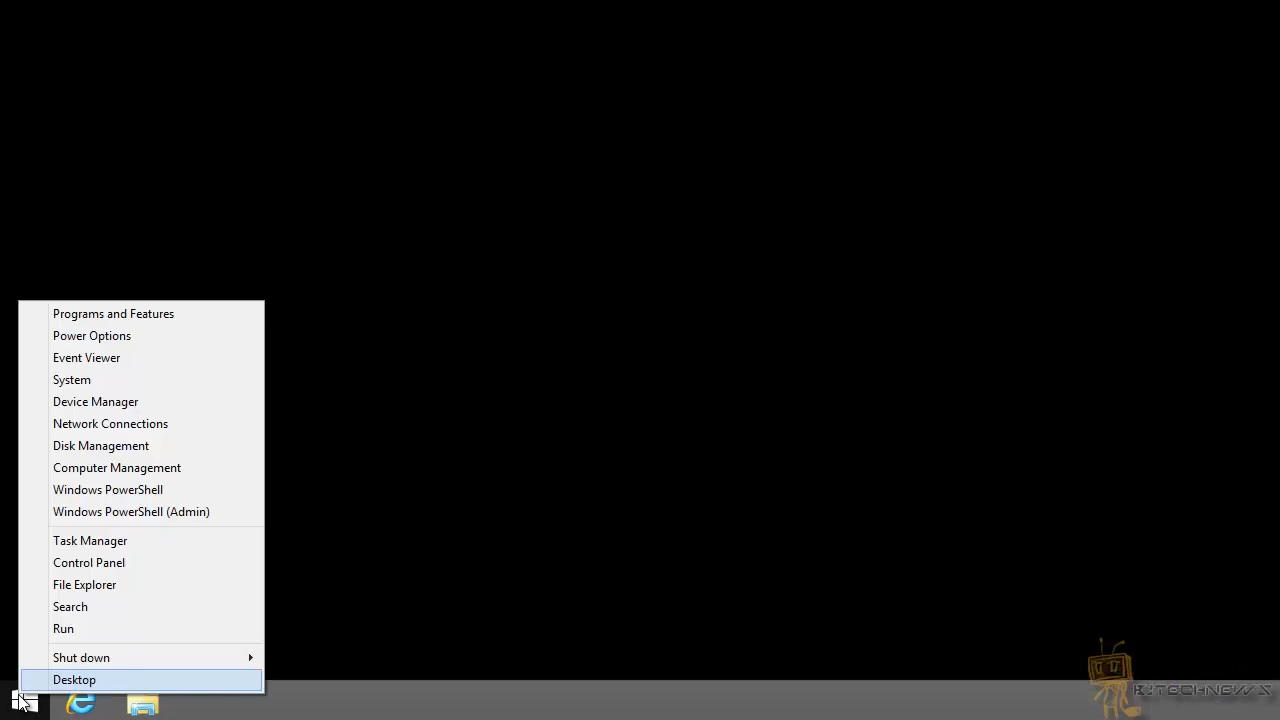 Programs and Features
Power Options
Event Viewer
System
Device Manager
Network Connections
Disk Management
Computer Management
Windows PowerShell
Windows PowerShell (Admin)
Task Manager
Control Panel
File Explorer
Search
Run
Shut down
Desktop